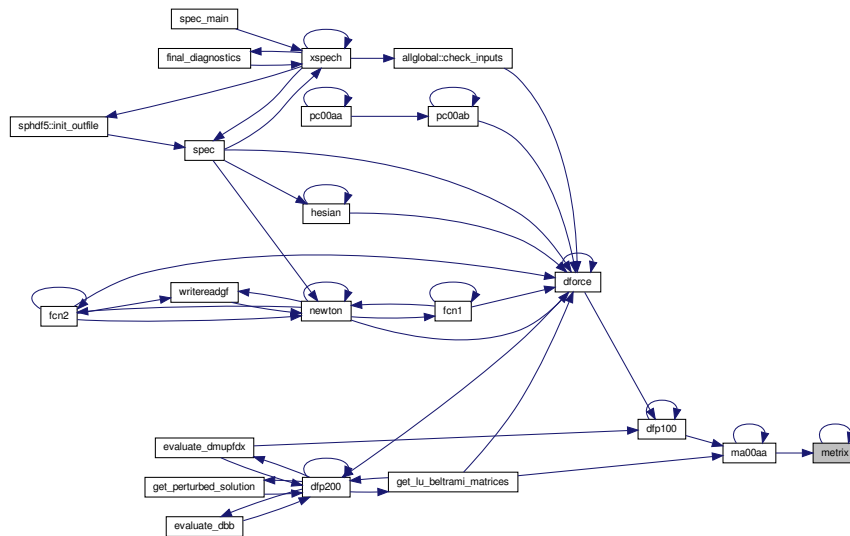 spec_main
final_diagnostics
xspech
allglobal::check_inputs
sphdf5::init_outfile
pc00aa
pc00ab
spec
hesian
dforce
writereadgf
fcn2
newton
fcn1
dfp100
evaluate_dmupfdx
ma00aa
metrix
get_perturbed_solution
dfp200
get_lu_beltrami_matrices
evaluate_dbb